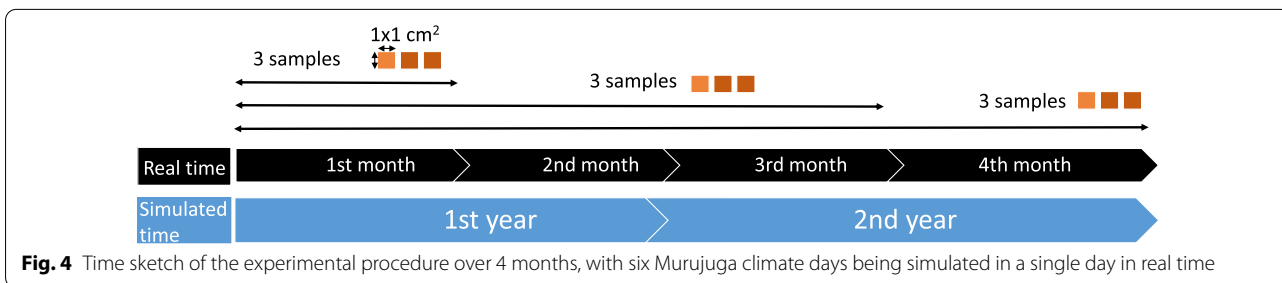 1x1 cm²
3 samples
3 samples
3 samples
Real time
1st month
2nd month
3rd month
4th month
Simulated
time
1st year
2nd year
Fig. 4 Time sketch of the experimental procedure over 4 months, with six Murujuga climate days being simulated in a single day in real time